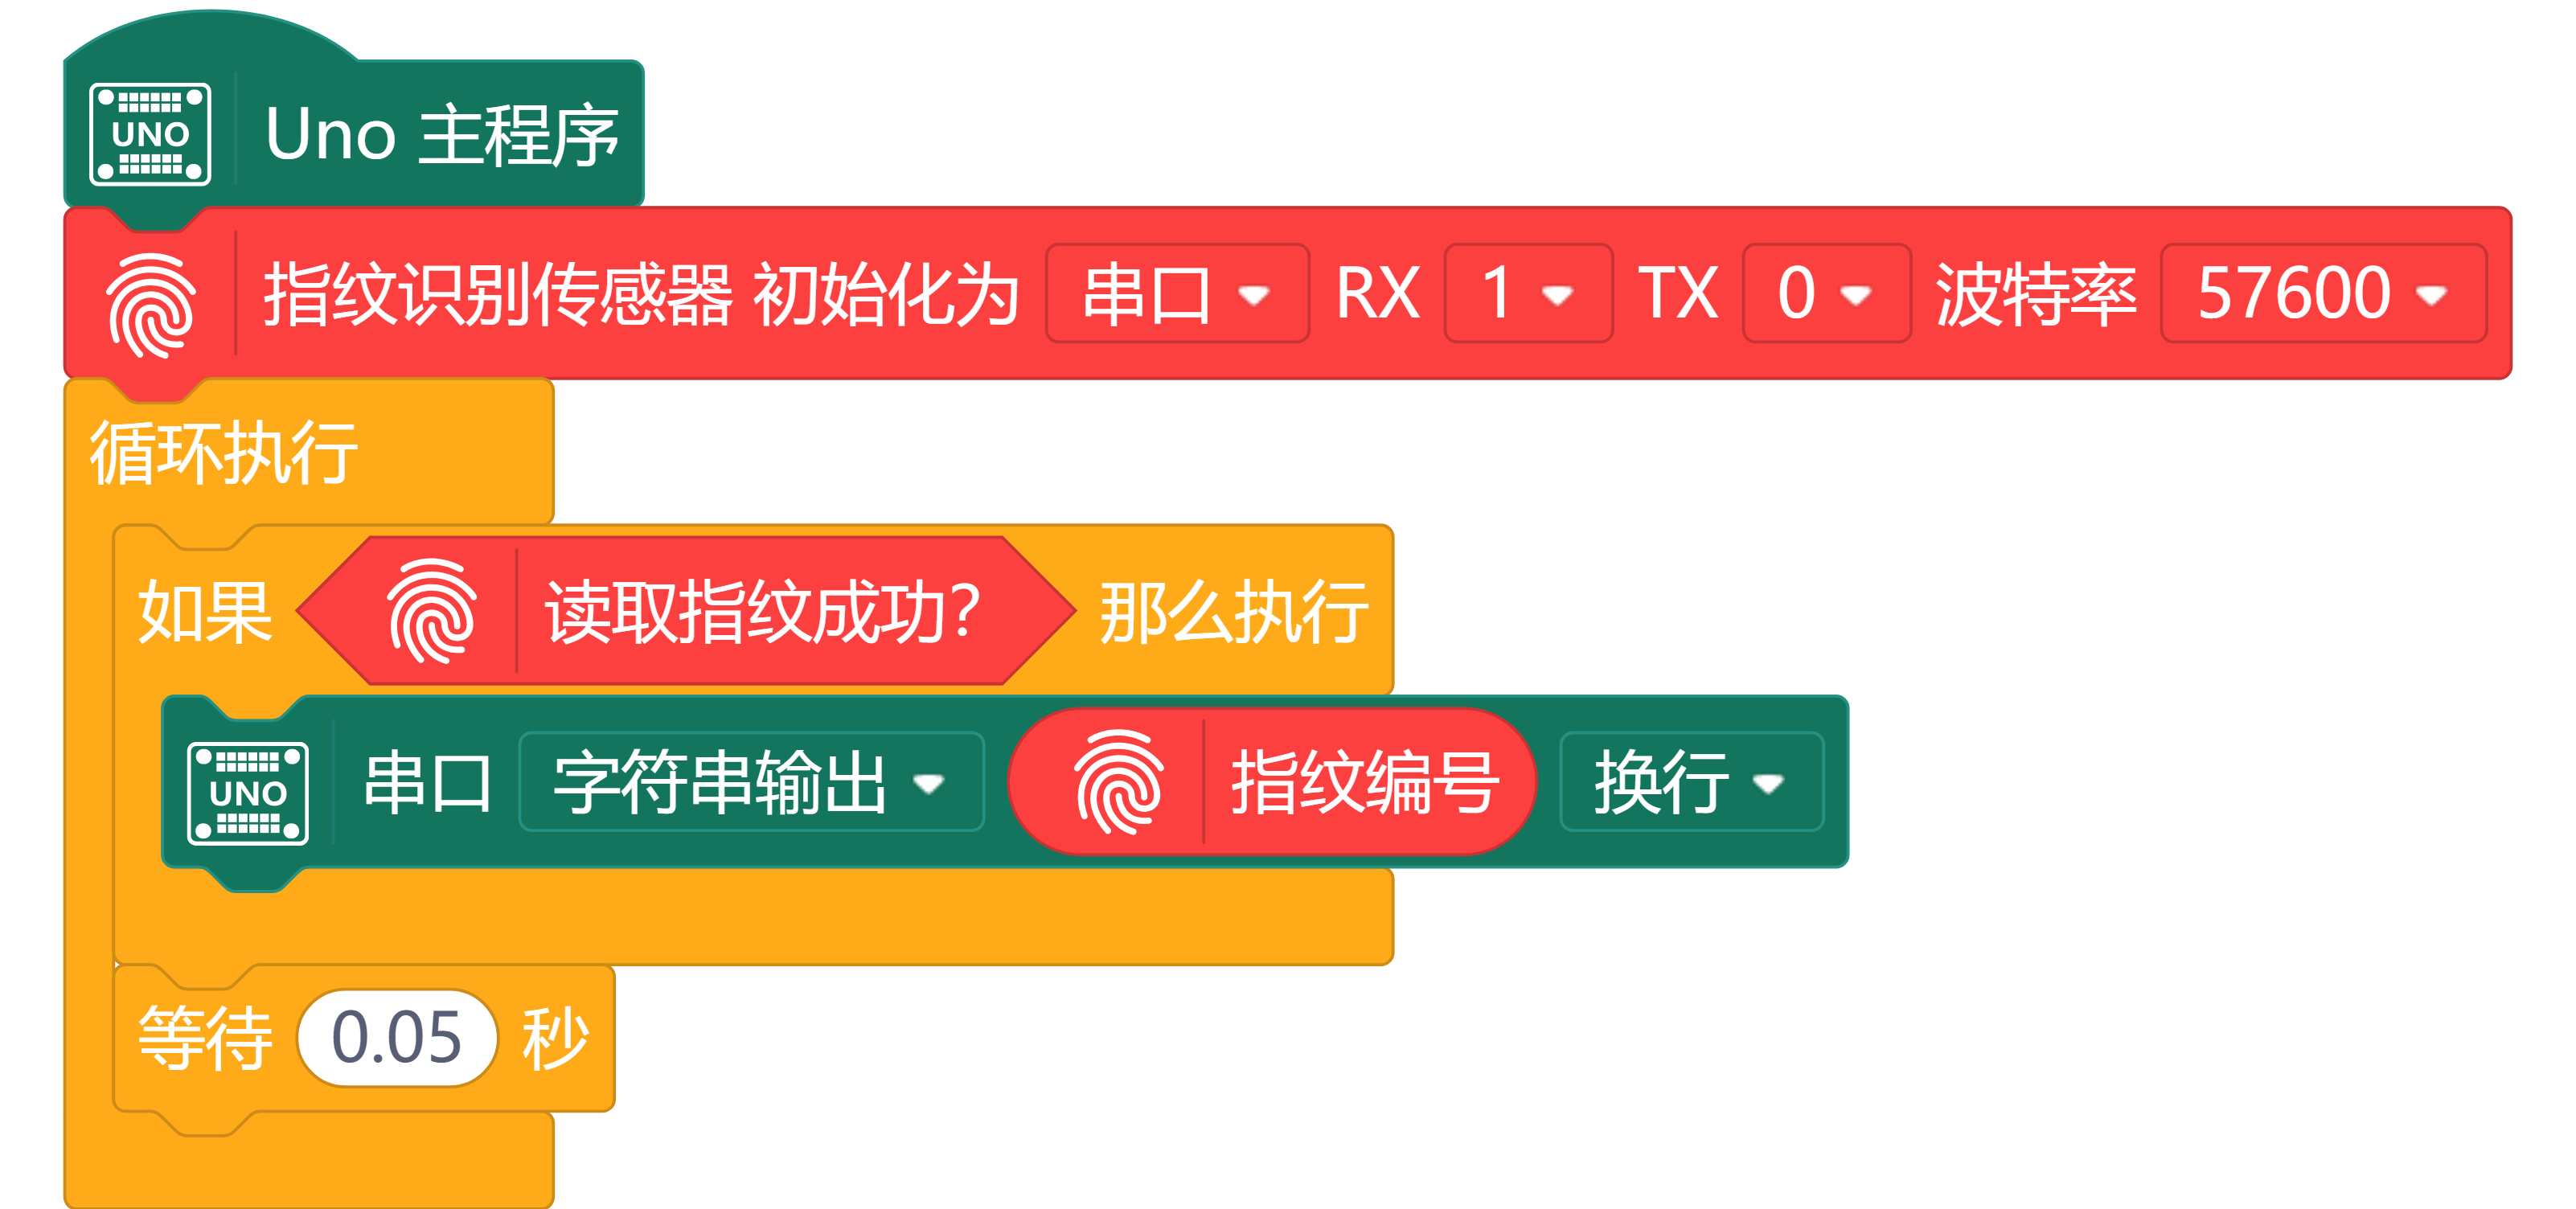 UNO Uno 主程序
指纹识别传感器 初始化为 串口 RX 1 TX 0 波特率 57600
循环执行
如果 读取指纹成功? 那么执行
UNO 串口 字符串输出 指纹编号 换行
等待 0.05 秒